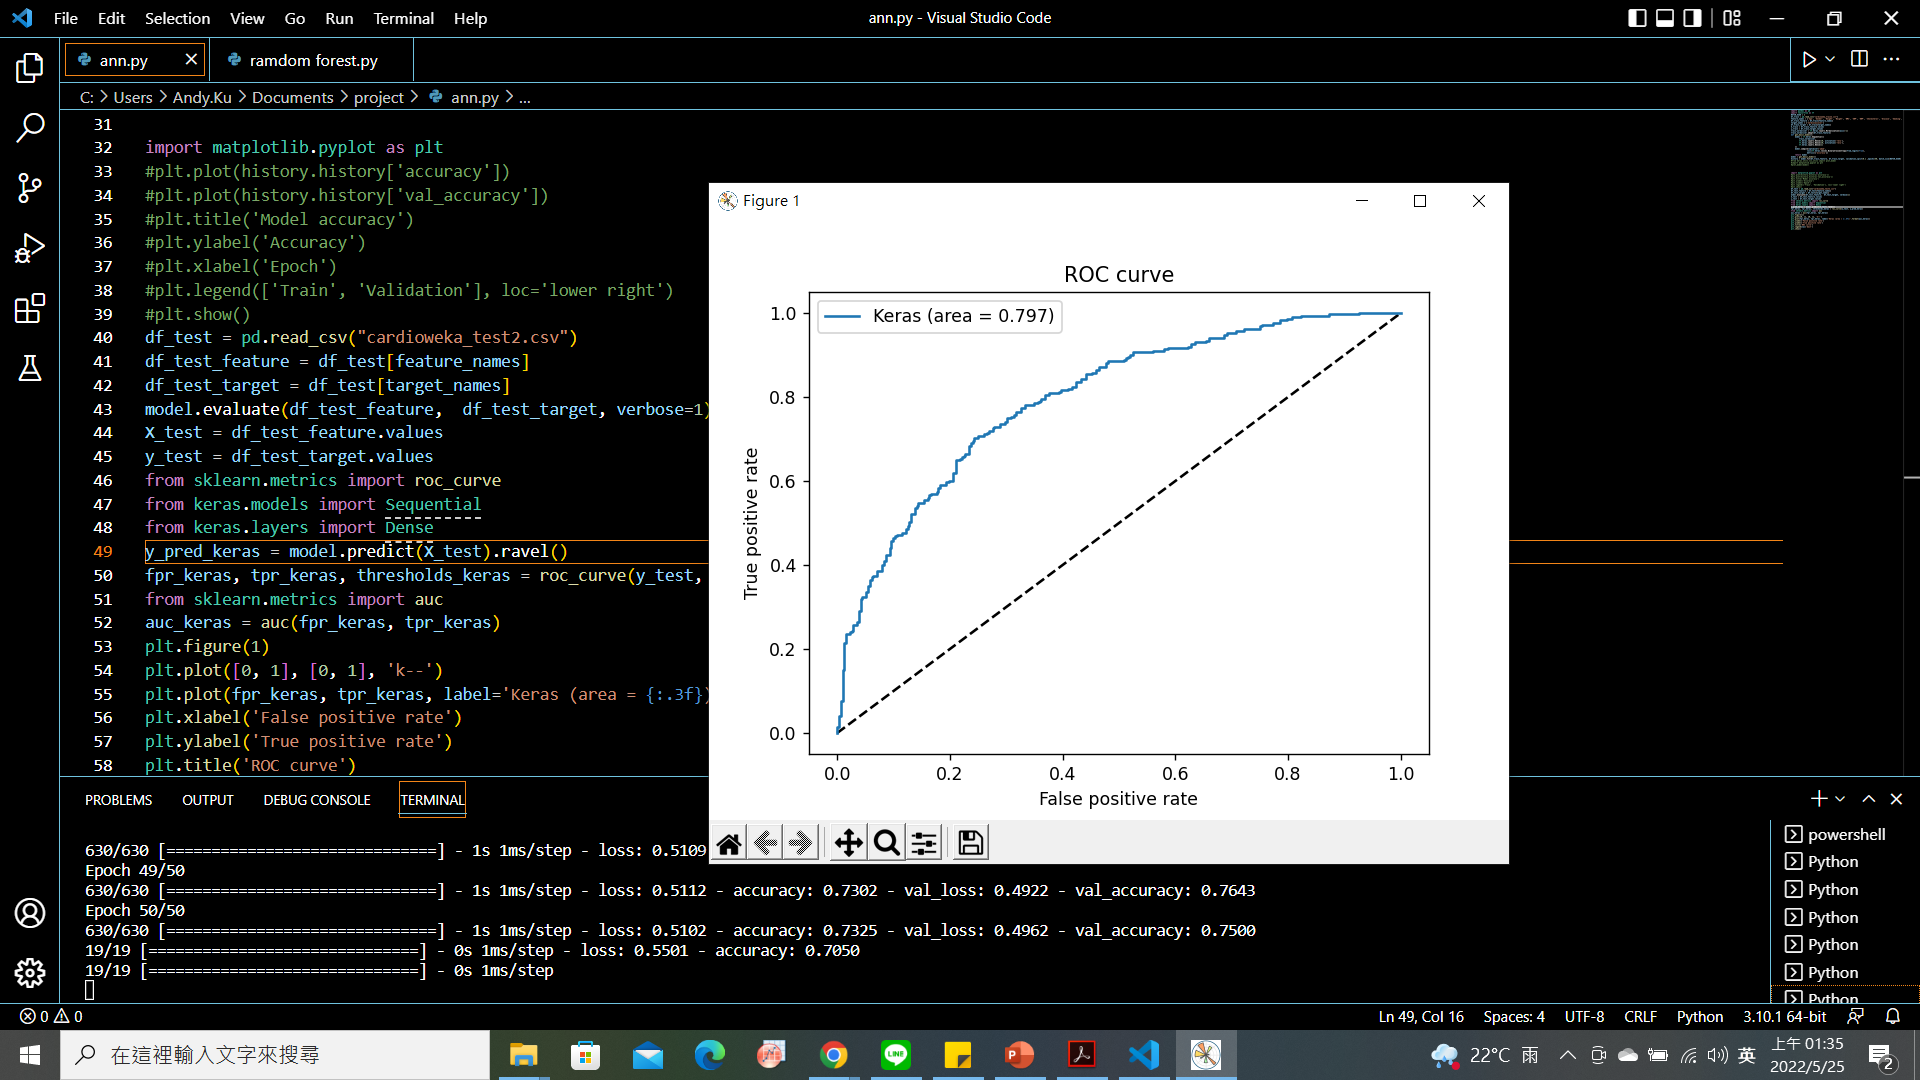 File Edit Selection View Go Run Terminal Help
ann.py - Visual Studio Code
ann.py
ramdom forest.py
C: > Users > Andy.Ku > Documents > project > ann.py > ...
31
32 import matplotlib.pyplot as plt
33 #plt.plot(history.history['accuracy'])
34 #plt.plot(history.history['val_accuracy'])
35 #plt.title('Model accuracy')
36 #plt.ylabel('Accuracy')
37 #plt.xlabel('Epoch')
38 #plt.legend(['Train', 'Validation'], loc='lower right')
39 #plt.show()
40 df_test = pd.read_csv("cardioweka_test2.csv")
41 df_test_feature = df_test[feature_names]
42 df_test_target = df_test[target_names]
43 model.evaluate(df_test_feature,  df_test_target, verbose=1)
44 X_test = df_test_feature.values
45 y_test = df_test_target.values
46 from sklearn.metrics import roc_curve
47 from keras.models import Sequential
48 from keras.layers import Dense
49 y_pred_keras = model.predict(X_test).ravel()
50 fpr_keras, tpr_keras, thresholds_keras = roc_curve(y_test,
51 from sklearn.metrics import auc
52 auc_keras = auc(fpr_keras, tpr_keras)
53 plt.figure(1)
54 plt.plot([0, 1], [0, 1], 'k--')
55 plt.plot(fpr_keras, tpr_keras, label='Keras (area = {:.3f})
56 plt.xlabel('False positive rate')
57 plt.ylabel('True positive rate')
58 plt.title('ROC curve')
Figure 1
ROC curve
Keras (area = 0.797)
1.0
0.8
0.6
0.4
0.2
0.0
True positive rate
0.0 0.2 0.4 0.6 0.8 1.0
False positive rate
PROBLEMS OUTPUT DEBUG CONSOLE TERMINAL
630/630 [==============================] - 1s 1ms/step - loss: 0.5109
Epoch 49/50
630/630 [==============================] - 1s 1ms/step - loss: 0.5112 - accuracy: 0.7302 - val_loss: 0.4922 - val_accuracy: 0.7643
Epoch 50/50
630/630 [==============================] - 1s 1ms/step - loss: 0.5102 - accuracy: 0.7325 - val_loss: 0.4962 - val_accuracy: 0.7500
19/19 [==============================] - 0s 1ms/step - loss: 0.5501 - accuracy: 0.7050
19/19 [==============================] - 0s 1ms/step
powershell
Python
Python
Python
Python
Python
Python
0 0
Ln 49, Col 16 Spaces: 4 UTF-8 CRLF Python 3.10.1 64-bit
在這裡輸入文字來搜尋
22°C 雨
英
上午 01:35
2022/5/25
2